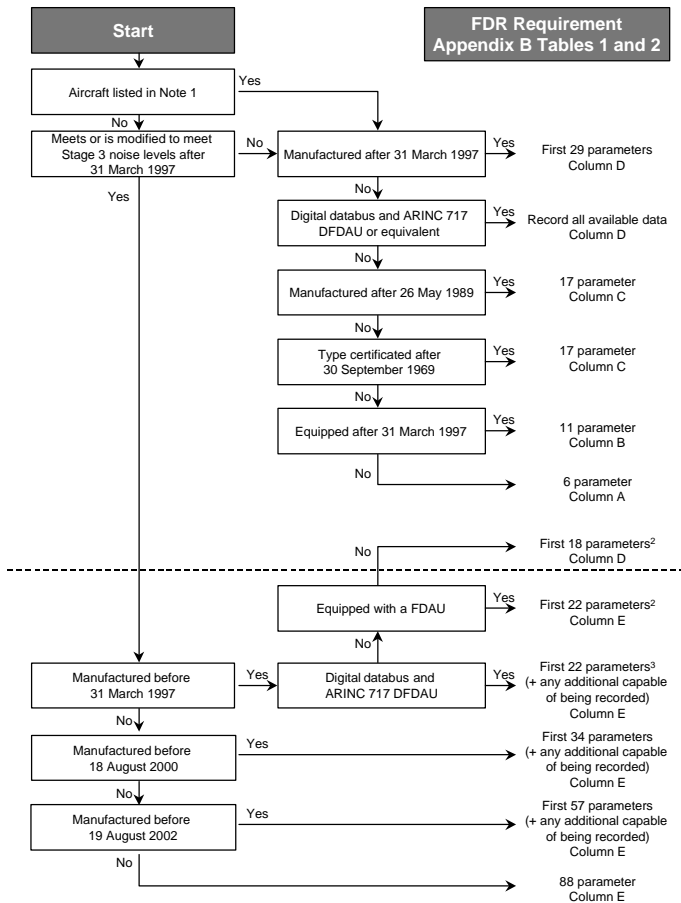 Start
FDR Requirement
Appendix B Tables 1 and 2
Aircraft listed in Note 1
Yes
No
Meets or is modified to meet
Stage 3 noise levels after
31 March 1997
No
Yes
Manufactured after 31 March 1997
Yes
First 29 parameters
Column D
No
Digital databus and ARINC 717
DFDAU or equivalent
Yes
Record all available data
Column D
No
Manufactured after 26 May 1989
Yes
17 parameter
Column C
No
Type certificated after
30 September 1969
Yes
17 parameter
Column C
No
Equipped after 31 March 1997
Yes
11 parameter
Column B
No
6 parameter
Column A
No
First 18 parameters²
Column D
Equipped with a FDAU
Yes
First 22 parameters²
Column E
No
Manufactured before
31 March 1997
Yes
Digital databus and
ARINC 717 DFDAU
Yes
First 22 parameters³
(+ any additional capable
of being recorded)
Column E
No
Manufactured before
18 August 2000
Yes
First 34 parameters
(+ any additional capable
of being recorded)
Column E
No
Manufactured before
19 August 2002
Yes
First 57 parameters
(+ any additional capable
of being recorded)
Column E
No
88 parameter
Column E